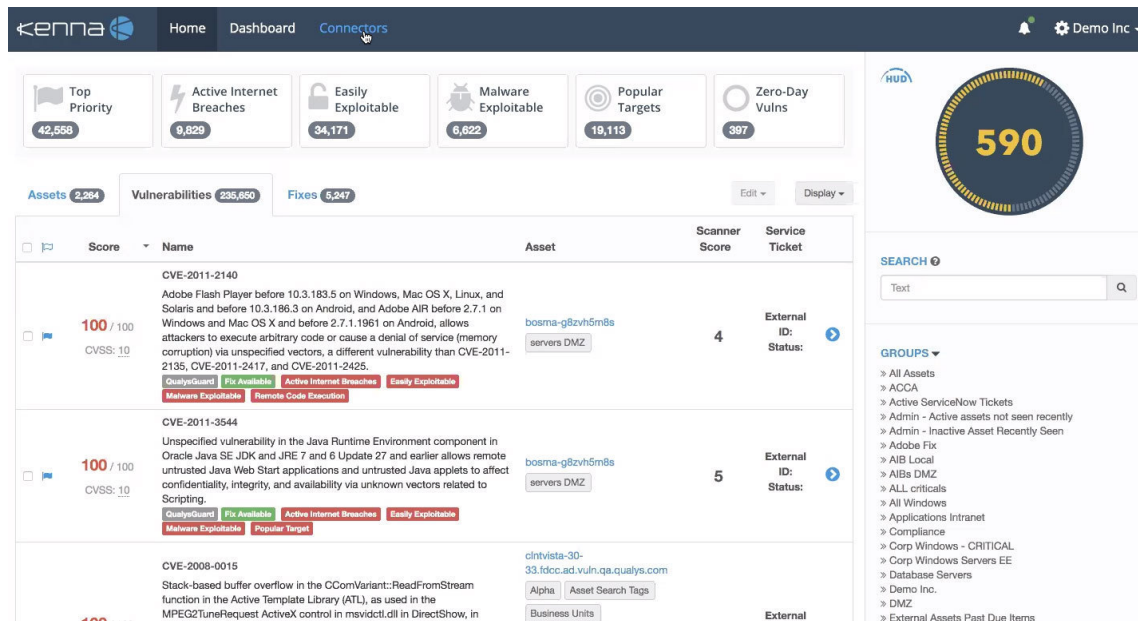 kenna
Home Dashboard Connectors
Demo Inc
Top Priority
42,558
Active Internet Breaches
9,829
Easily Exploitable
34,171
Malware Exploitable
6,622
Popular Targets
19,113
Zero-Day Vulns
397
HUD
590
Assets 2,264 Vulnerabilities 235,650 Fixes 5,247
Edit Display
Score Name Asset Scanner Score Service Ticket
CVE-2011-2140
Adobe Flash Player before 10.3.183.5 on Windows, Mac OS X, Linux, and
Solaris and before 10.3.186.3 on Android, and Adobe AIR before 2.7.1 on
Windows and Mac OS X and before 2.7.1.1961 on Android, allows
attackers to execute arbitrary code or cause a denial of service (memory
corruption) via unspecified vectors, a different vulnerability than CVE-2011-
2135, CVE-2011-2417, and CVE-2011-2425.
QualysGuard Fix Available Active Internet Breaches Easily Exploitable
Malware Exploitable Remote Code Execution
100 / 100
CVSS: 10
bosma-g8zvh5m8s
servers DMZ
4
External
ID:
Status:
CVE-2011-3544
Unspecified vulnerability in the Java Runtime Environment component in
Oracle Java SE JDK and JRE 7 and 6 Update 27 and earlier allows remote
untrusted Java Web Start applications and untrusted Java applets to affect
confidentiality, integrity, and availability via unknown vectors related to
Scripting.
QualysGuard Fix Available Active Internet Breaches Easily Exploitable
Malware Exploitable Popular Target
100 / 100
CVSS: 10
bosma-g8zvh5m8s
servers DMZ
5
External
ID:
Status:
CVE-2008-0015
Stack-based buffer overflow in the CComVariant::ReadFromStream
function in the Active Template Library (ATL), as used in the
MPEG2TuneRequest ActiveX control in msvidctl.dll in DirectShow, in
100
clntvista-30-
33.fdcc.ad.vuln.qa.qualys.com
Alpha Asset Search Tags
Business Units
External
SEARCH
Text
GROUPS
» All Assets
» ACCA
» Active ServiceNow Tickets
» Admin - Active assets not seen recently
» Admin - Inactive Asset Recently Seen
» Adobe Fix
» AIB Local
» AIBs DMZ
» ALL criticals
» All Windows
» Applications Intranet
» Compliance
» Corp Windows - CRITICAL
» Corp Windows Servers EE
» Database Servers
» Demo Inc.
» DMZ
» External Assets Past Due Items